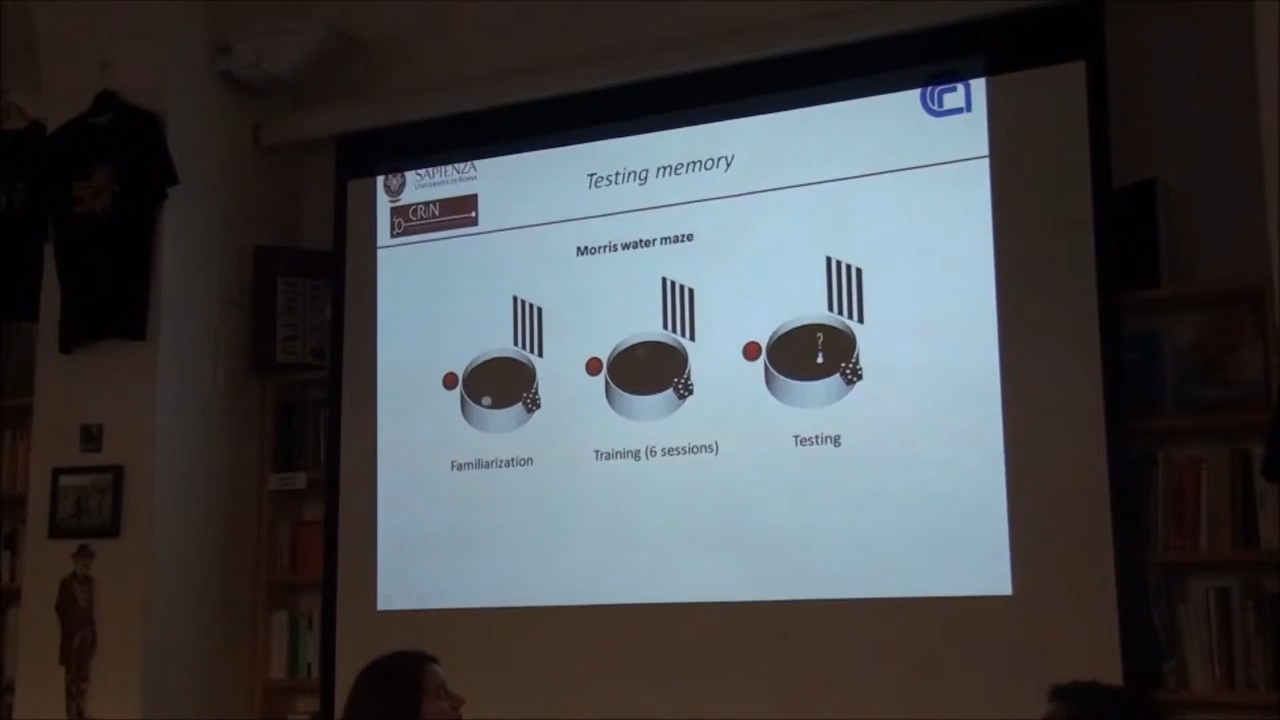 SAPIENZA
UNIVERSITÀ DI ROMA
CRiN
Testing memory
Morris water maze
?
Familiarization
Training (6 sessions)
Testing